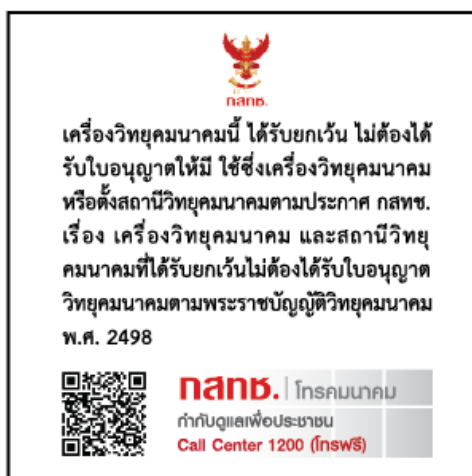 กสทช.
เครื่องวิทยุคมนาคมนี้ ได้รับยกเว้น ไม่ต้องได้
รับใบอนุญาตให้มี ใช้ซึ่งเครื่องวิทยุคมนาคม
หรือตั้งสถานีวิทยุคมนาคมตามประกาศ กสทช.
เรื่อง เครื่องวิทยุคมนาคม และสถานีวิทยุ
คมนาคมที่ได้รับยกเว้นไม่ต้องได้รับใบอนุญาต
วิทยุคมนาคมตามพระราชบัญญัติวิทยุคมนาคม
พ.ศ. 2498
กสทช. | โทรคมนาคม
กำกับดูแลเพื่อประชาชน
Call Center 1200 (โทรฟรี)